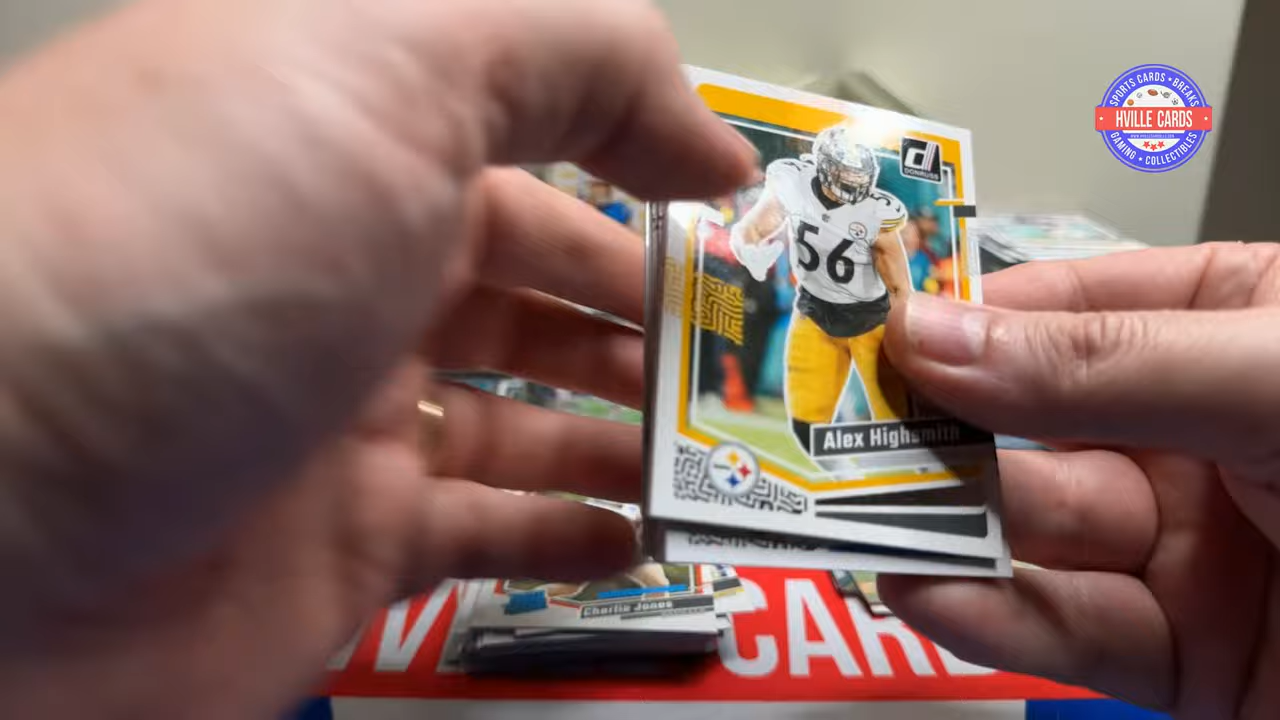 SPORTS CARDS • BREAKS
HVILLE CARDS
GAMING • COLLECTIBLES
DONRUSS
56
Alex Highsmith
Charlie Jones
CARD